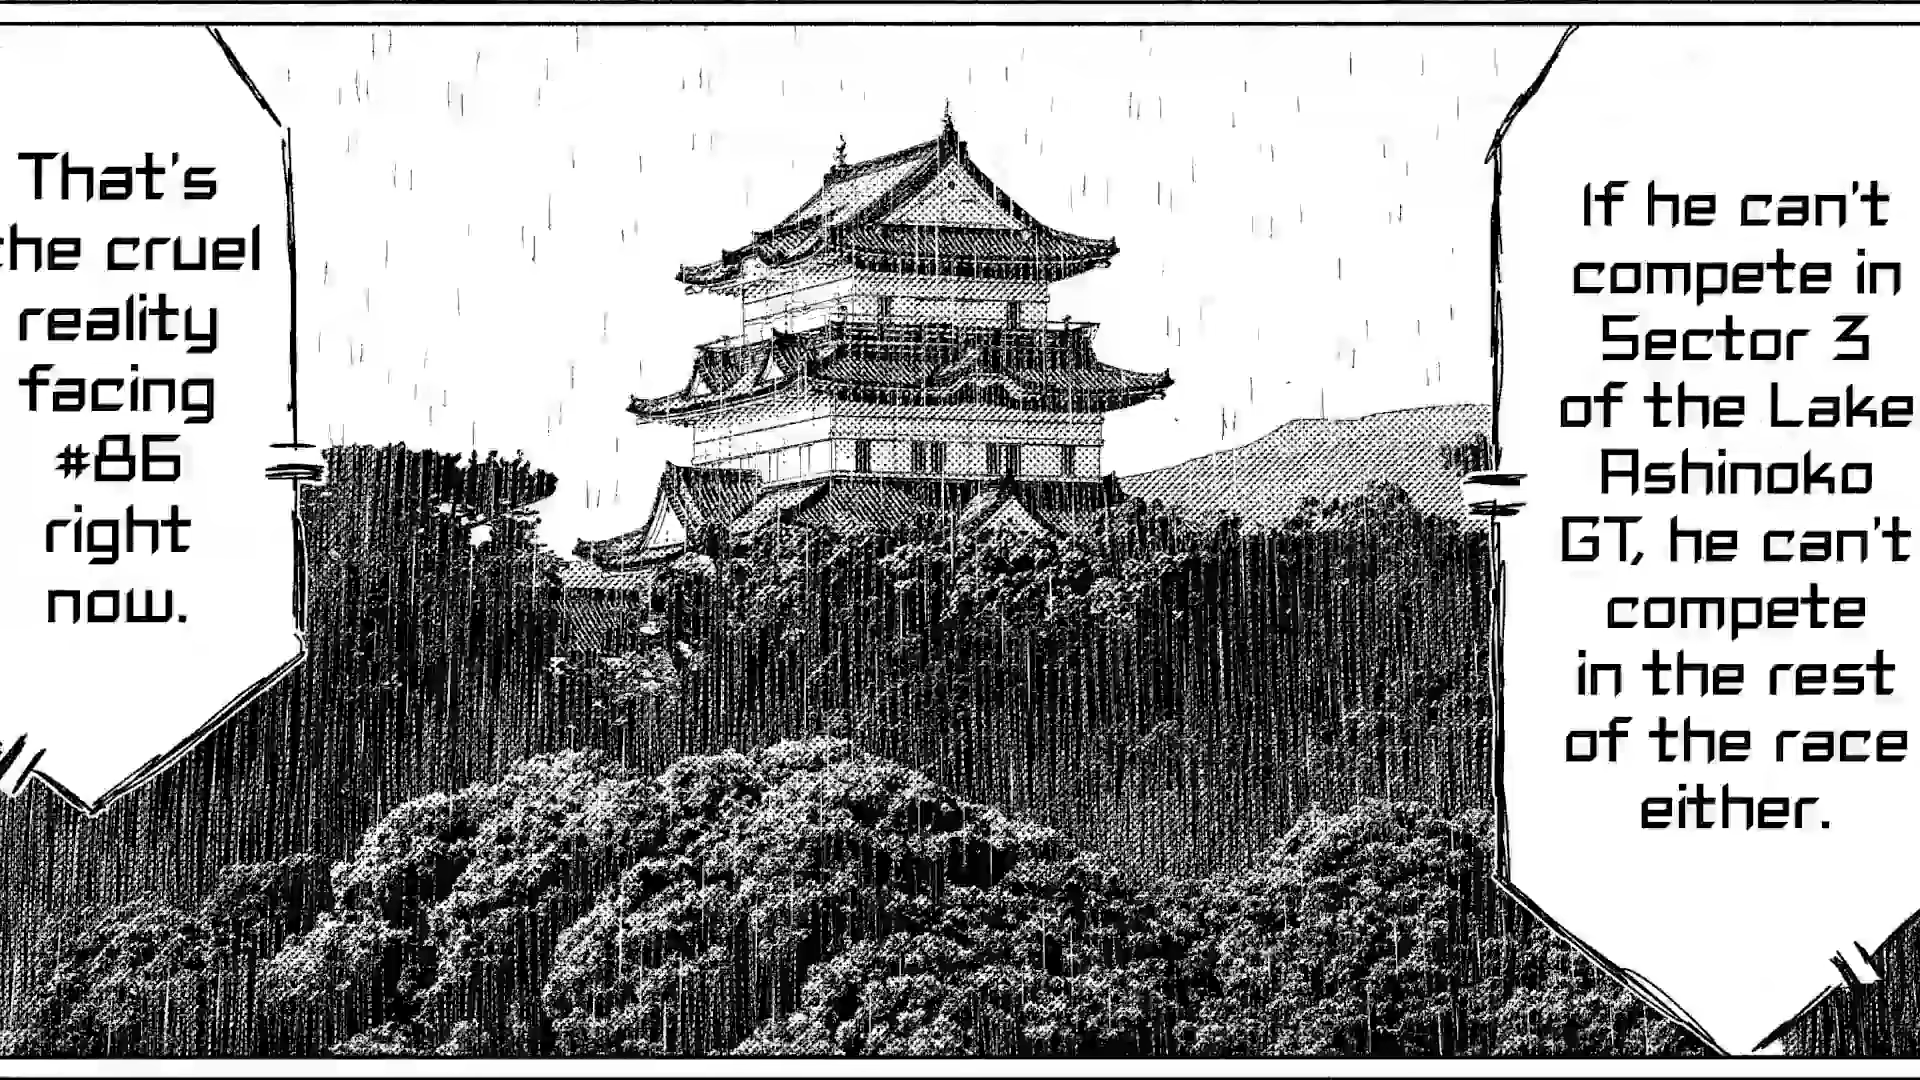 If he can't
compete in
Sector 3
of the Lake
Ashinoko
GT, he can't
compete
in the rest
of the race
either.
That's
the cruel
reality
facing
#86
right
now.